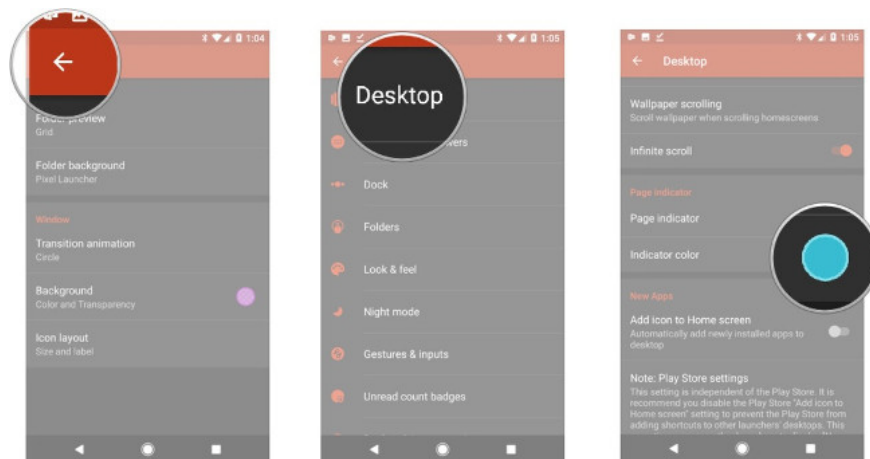 1:04
Folder preview
Grid
Folder background
Pixel Launcher
Window
Transition animation
Circle
Background
Color and Transparency
Icon layout
Size and label
1:05
Desktop
Dock
Folders
Look & feel
Night mode
Gestures & inputs
Unread count badges
1:05
Desktop
Wallpaper scrolling
Scroll wallpaper when scrolling homescreens
Infinite scroll
Page indicator
Page indicator
Indicator color
New Apps
Add icon to Home screen
Automatically add newly installed apps to
desktop
Note: Play Store settings
This setting is independent of the Play Store. It is
recommend you disable the Play Store "Add icon to
Home screen" setting to prevent the Play Store from
adding shortcuts to other launchers' desktops. This